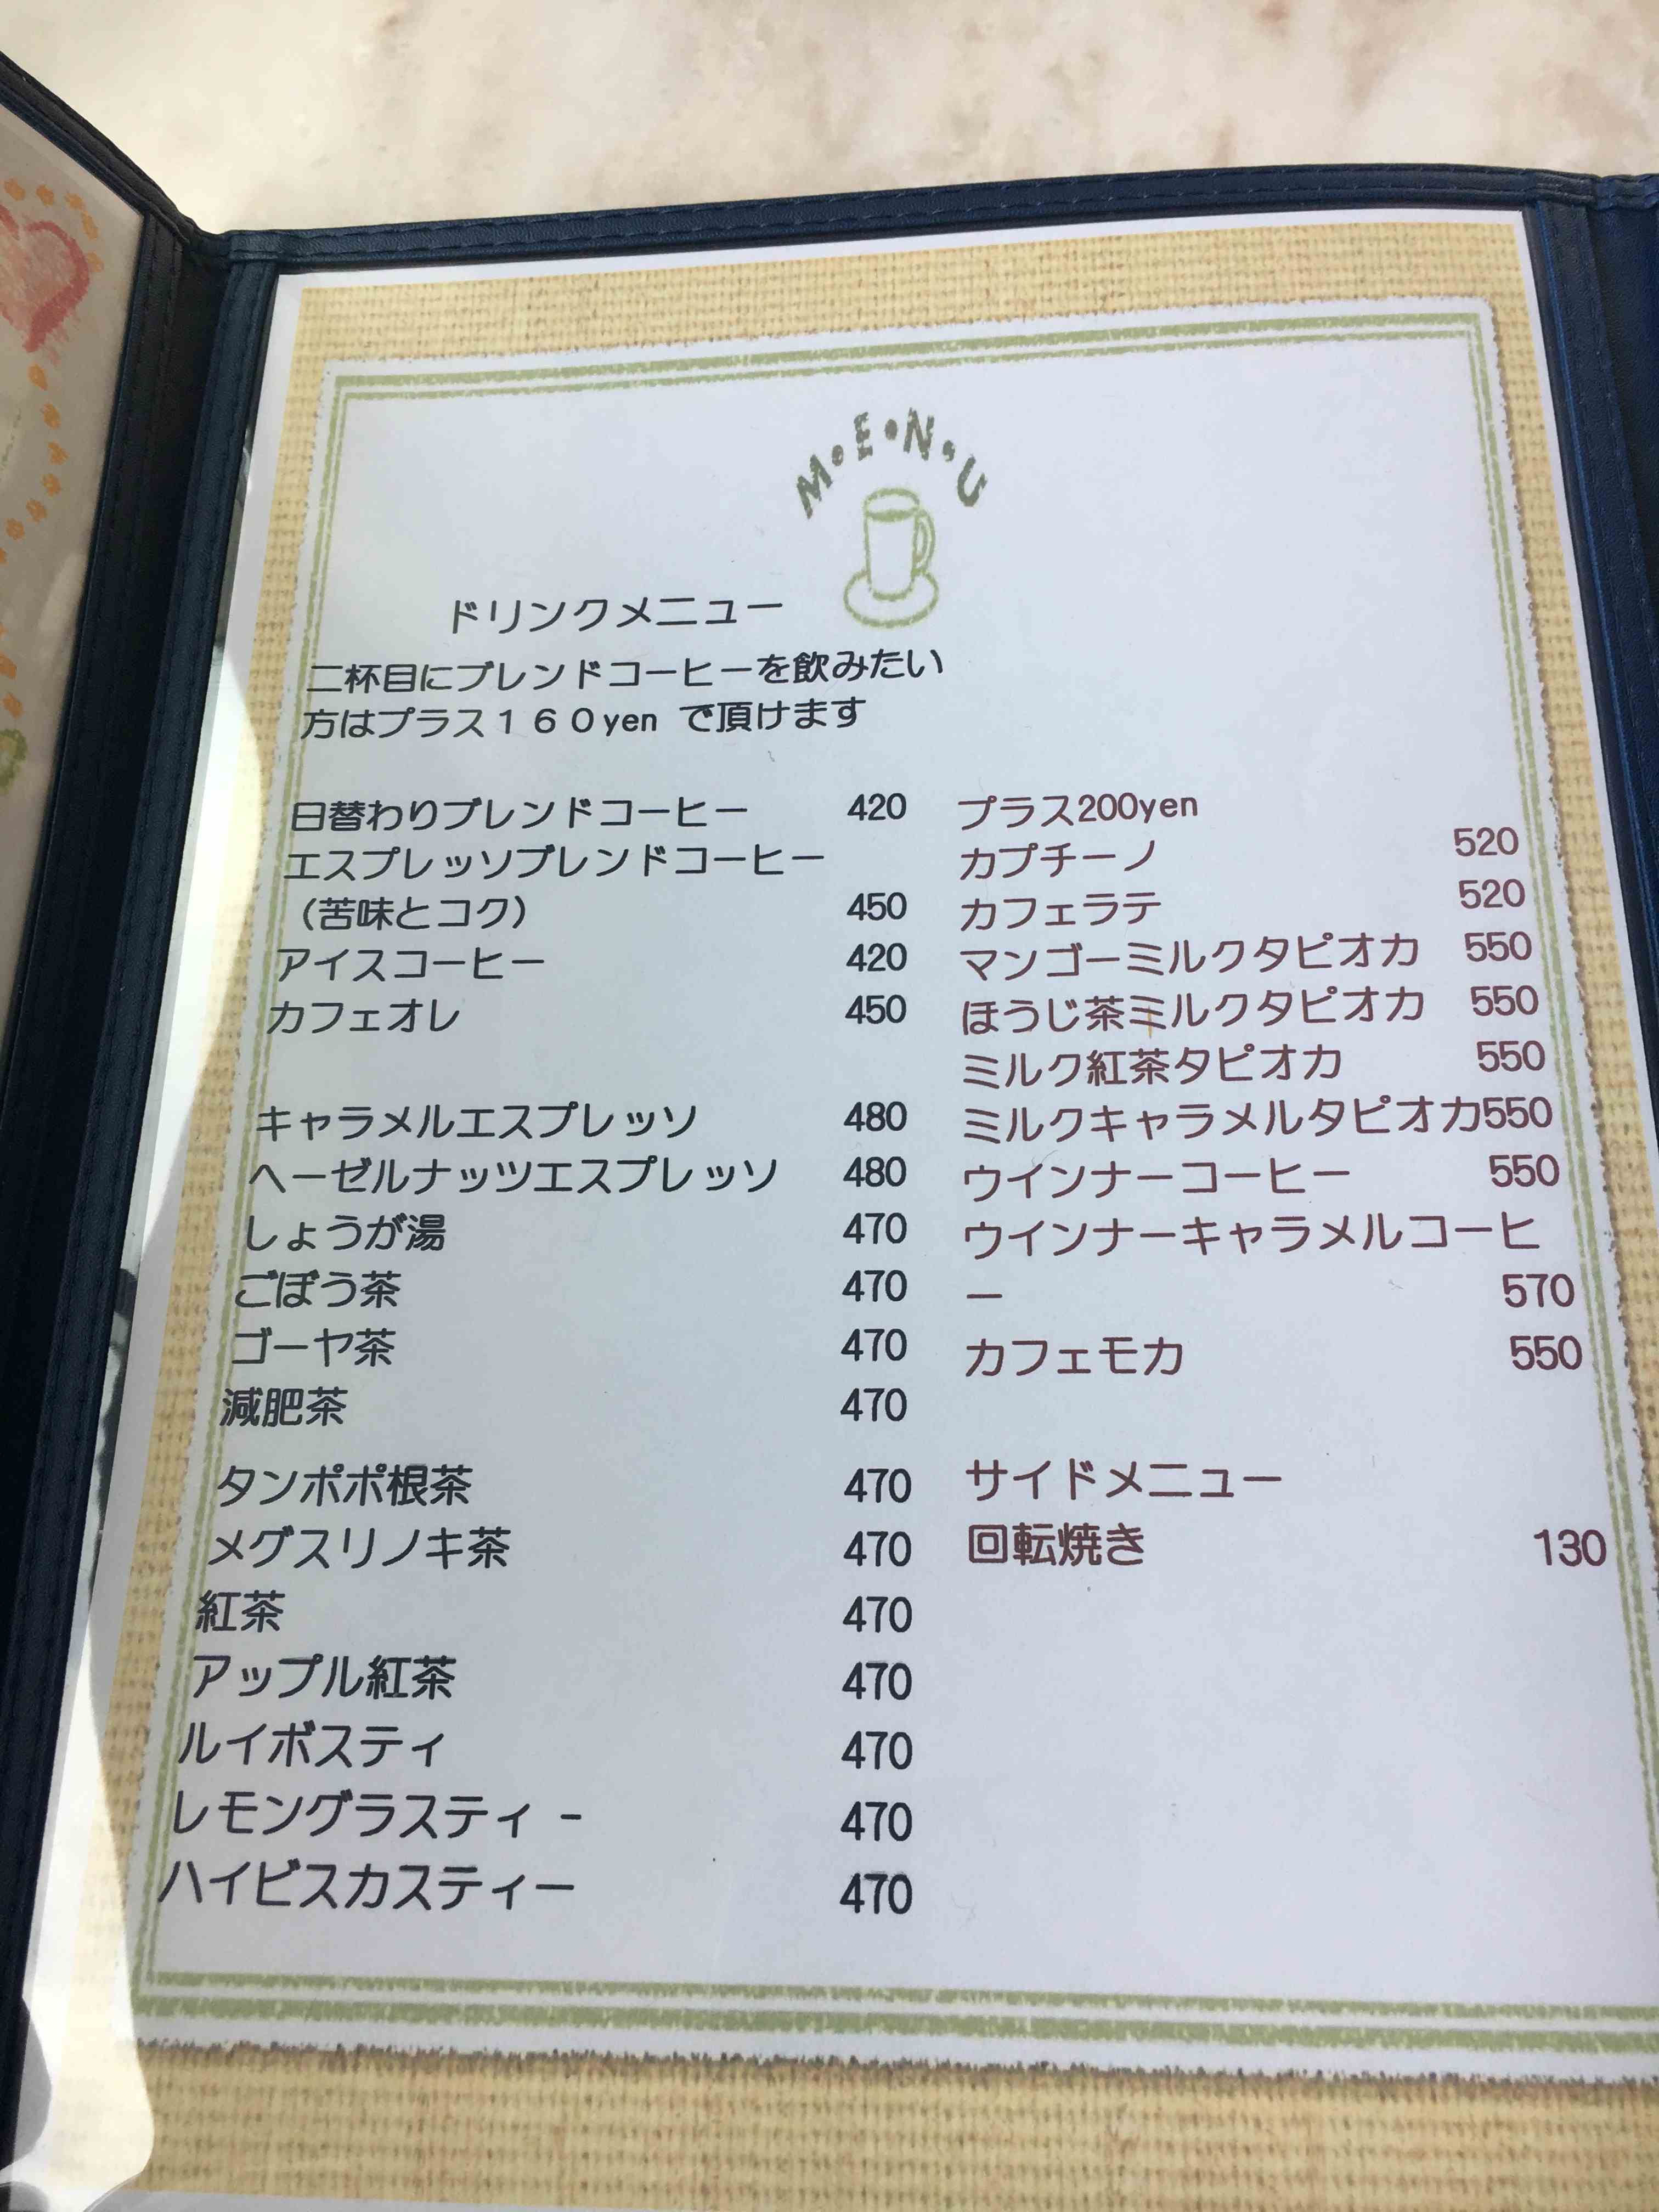 M・E・N・U
ドリンクメニュー
二杯目にブレンドコーヒーを飲みたい
方はプラス１６０yen で頂けます
日替わりブレンドコーヒー 420
エスプレッソブレンドコーヒー
（苦味とコク） 450
アイスコーヒー 420
カフェオレ 450
キャラメルエスプレッソ 480
ヘーゼルナッツエスプレッソ 480
しょうが湯 470
ごぼう茶 470
ゴーヤ茶 470
減肥茶 470
タンポポ根茶 470
メグスリノキ茶 470
紅茶 470
アップル紅茶 470
ルイボスティ 470
レモングラスティ - 470
ハイビスカスティー 470
プラス200yen
カプチーノ 520
カフェラテ 520
マンゴーミルクタピオカ 550
ほうじ茶ミルクタピオカ 550
ミルク紅茶タピオカ 550
ミルクキャラメルタピオカ550
ウインナーコーヒー 550
ウインナーキャラメルコーヒ
ー 570
カフェモカ 550
サイドメニュー
回転焼き 130